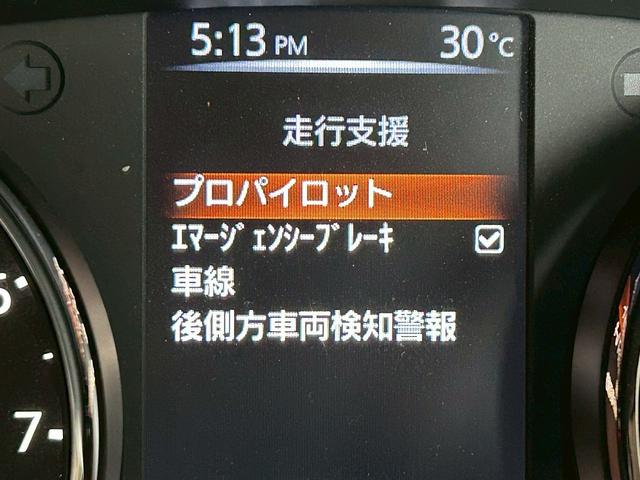 5:13 PM 30℃
走行支援
プロパイロット
ｴﾏｰｼﾞｪﾝｼｰﾌﾞﾚｰｷ
車線
後側方車両検知警報
7